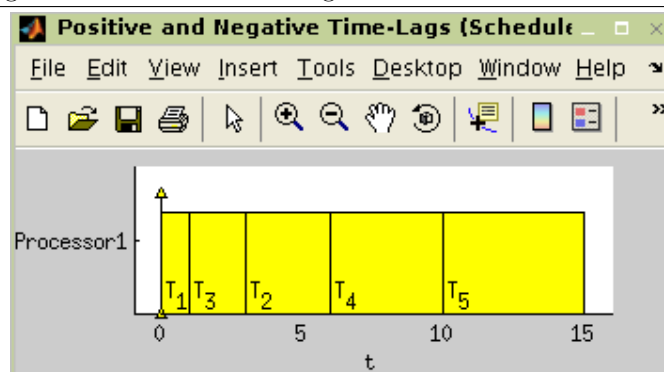 Positive and Negative Time-Lags (Schedule
File Edit View Insert Tools Desktop Window Help
Processor1
T1 T3 T2 T4 T5
0 5 10 15
t